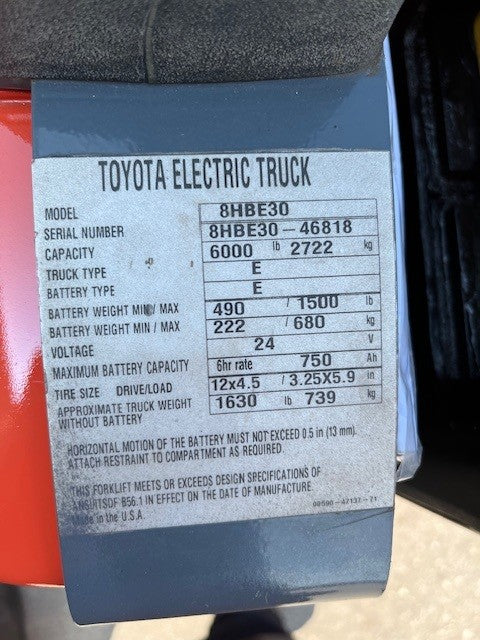 TOYOTA ELECTRIC TRUCK
MODEL 8HBE30
SERIAL NUMBER 8HBE30-46818
CAPACITY 6000 lb 2722 kg
TRUCK TYPE E
BATTERY TYPE E
BATTERY WEIGHT MIN / MAX 490 / 1500 lb
BATTERY WEIGHT MIN / MAX 222 / 680 kg
VOLTAGE 24 V
MAXIMUM BATTERY CAPACITY 6hr rate 750 Ah
TIRE SIZE DRIVE/LOAD 12x4.5 / 3.25X5.9 in
APPROXIMATE TRUCK WEIGHT
WITHOUT BATTERY 1630 lb 739 kg
HORIZONTAL MOTION OF THE BATTERY MUST NOT EXCEED 0.5 in (13 mm).
ATTACH RESTRAINT TO COMPARTMENT AS REQUIRED.
THIS FORKLIFT MEETS OR EXCEEDS DESIGN SPECIFICATIONS OF
ANSI/ITSDF B56.1 IN EFFECT ON THE DATE OF MANUFACTURE.
Made in the U.S.A. 00590-42137-71